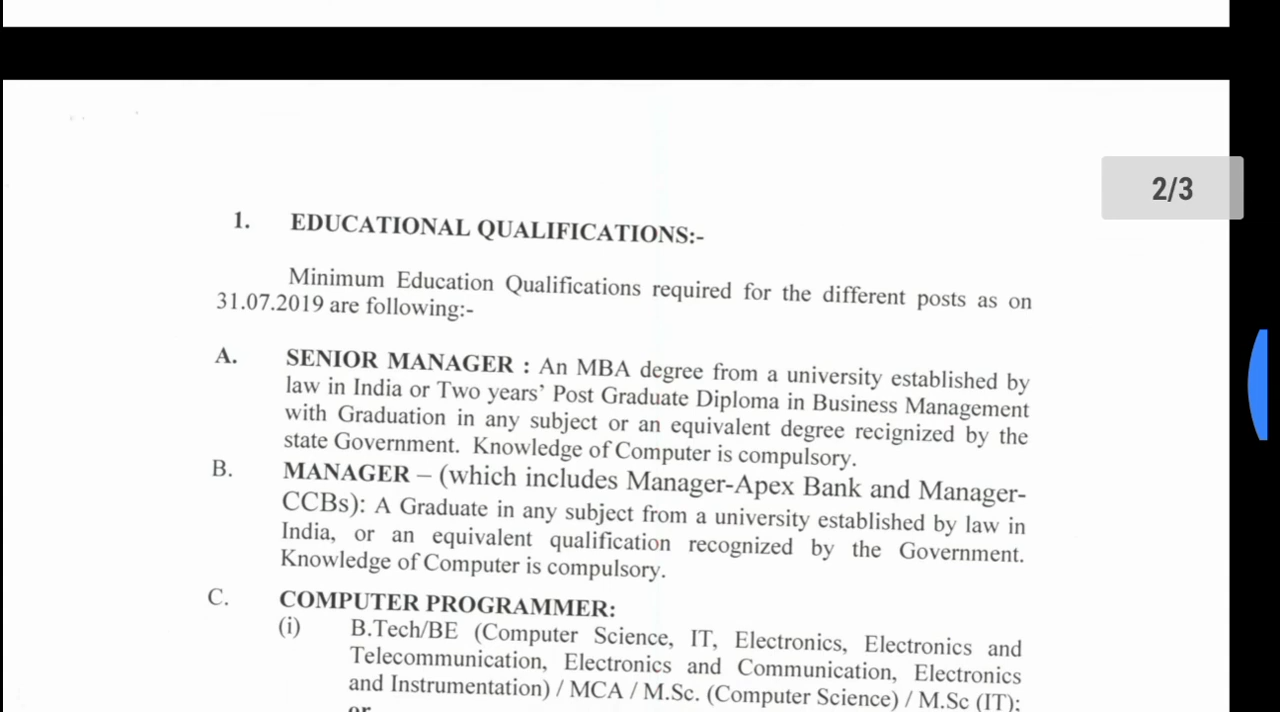 2/3
1. EDUCATIONAL QUALIFICATIONS:-
Minimum Education Qualifications required for the different posts as on
31.07.2019 are following:-
A. SENIOR MANAGER : An MBA degree from a university established by
law in India or Two years' Post Graduate Diploma in Business Management
with Graduation in any subject or an equivalent degree recignized by the
state Government. Knowledge of Computer is compulsory.
B. MANAGER – (which includes Manager-Apex Bank and Manager-
CCBs): A Graduate in any subject from a university established by law in
India, or an equivalent qualification recognized by the Government.
Knowledge of Computer is compulsory.
C. COMPUTER PROGRAMMER:
(i) B.Tech/BE (Computer Science, IT, Electronics, Electronics and
Telecommunication, Electronics and Communication, Electronics
and Instrumentation) / MCA / M.Sc. (Computer Science) / M.Sc (IT);
or